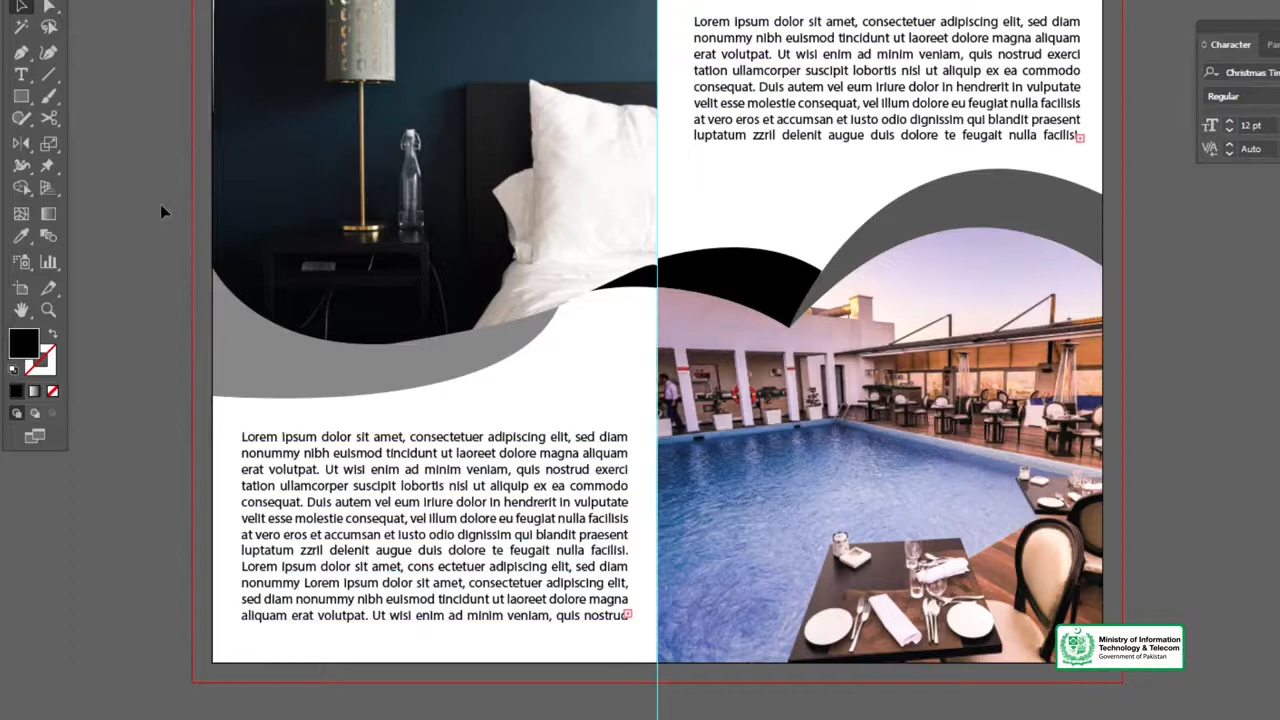 Lorem ipsum dolor sit amet, consectetuer adipiscing elit, sed diam
nonummy nibh euismod tincidunt ut laoreet dolore magna aliquam
erat volutpat. Ut wisi enim ad minim veniam, quis nostrud exerci
tation ullamcorper suscipit lobortis nisl ut aliquip ex ea commodo
consequat. Duis autem vel eum iriure dolor in hendrerit in vulputate
velit esse molestie consequat, vel illum dolore eu feugiat nulla facilisis
at vero eros et accumsan et iusto odio dignissim qui blandit praesent
luptatum zzril delenit augue duis dolore te feugait nulla facilisi.
Lorem ipsum dolor sit amet, consectetuer adipiscing elit, sed diam
nonummy nibh euismod tincidunt ut laoreet dolore magna aliquam
erat volutpat. Ut wisi enim ad minim veniam, quis nostrud exerci
tation ullamcorper suscipit lobortis nisl ut aliquip ex ea commodo
consequat. Duis autem vel eum iriure dolor in hendrerit in vulputate
velit esse molestie consequat, vel illum dolore eu feugiat nulla facilisis
at vero eros et accumsan et iusto odio dignissim qui blandit praesent
luptatum zzril delenit augue duis dolore te feugait nulla facilisi.
Lorem ipsum dolor sit amet, cons ectetuer adipiscing elit, sed diam
nonummy Lorem ipsum dolor sit amet, consectetuer adipiscing elit,
sed diam nonummy nibh euismod tincidunt ut laoreet dolore magna
aliquam erat volutpat. Ut wisi enim ad minim veniam, quis nostrud
Character
Christmas
Regular
12 pt
Auto
Ministry of Information
Technology & Telecom
Government of Pakistan